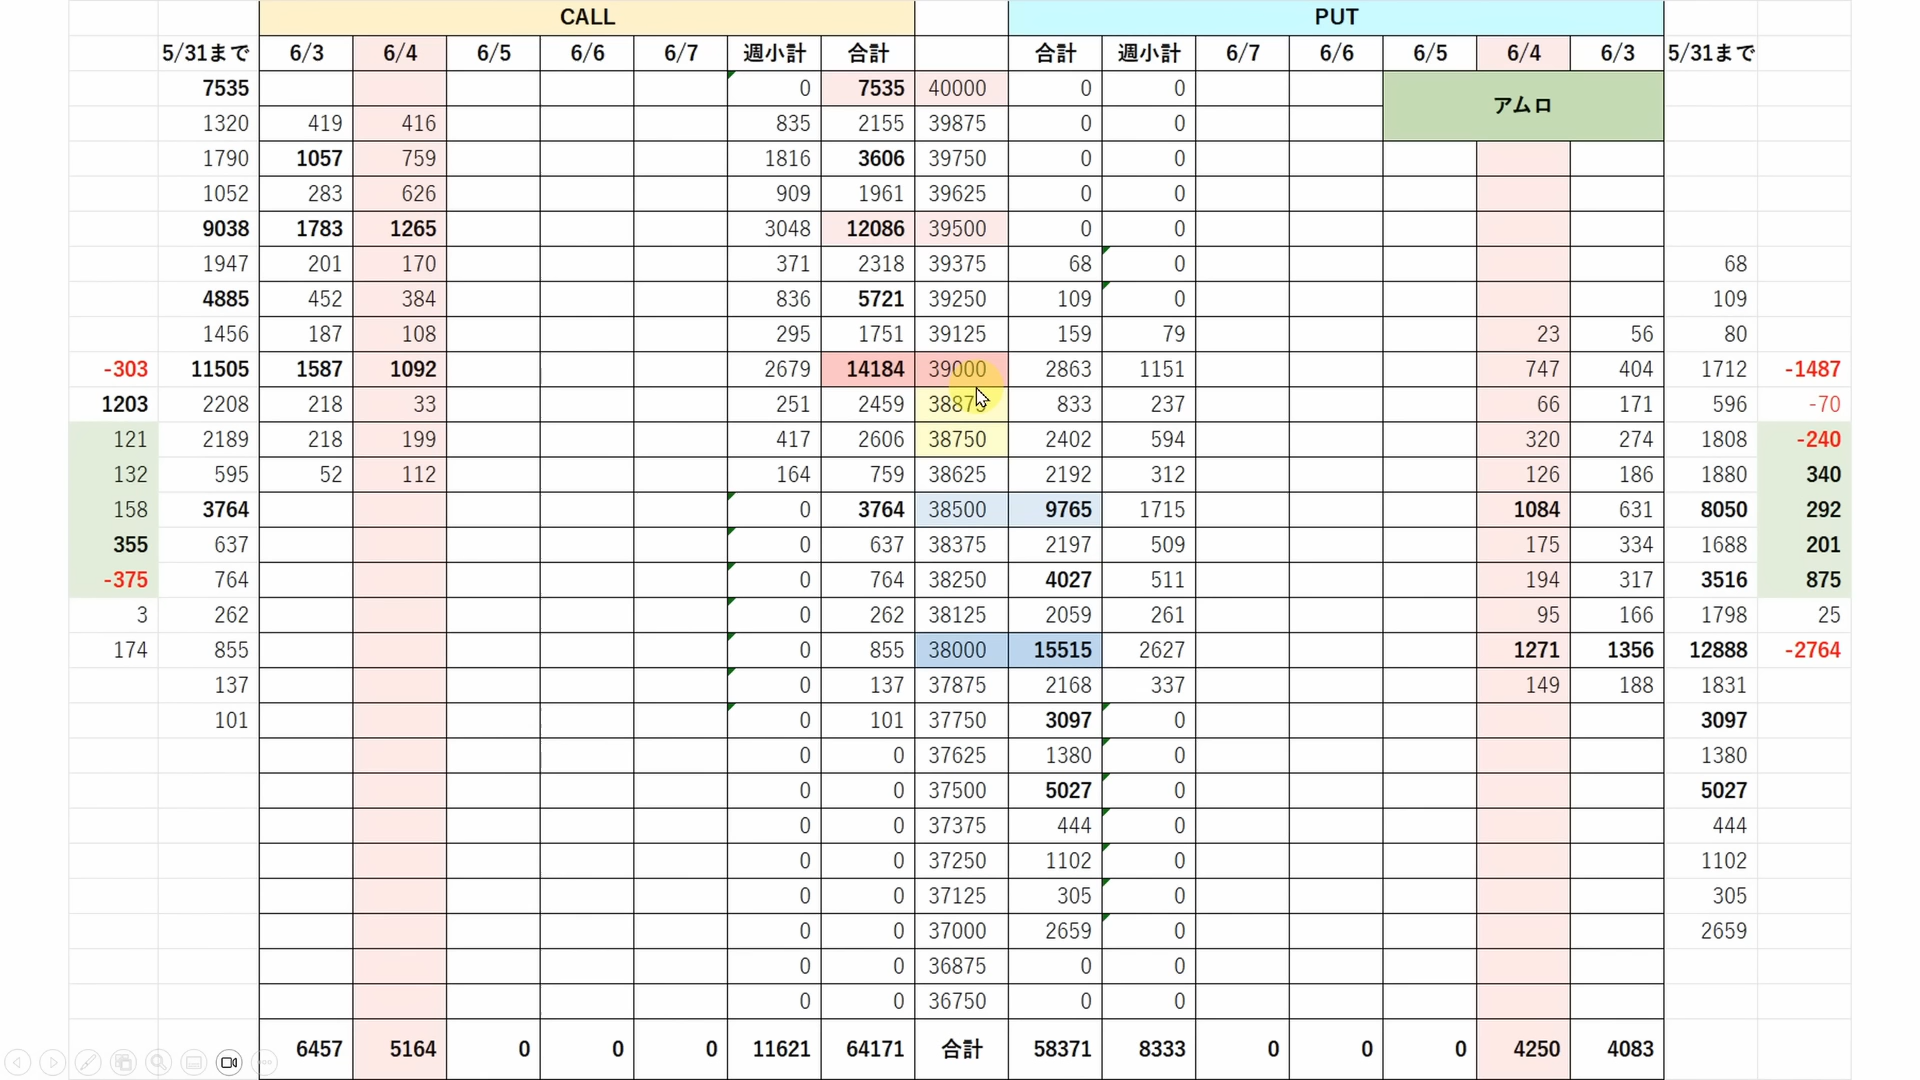 CALL PUT
5/31まで 6/3 6/4 6/5 6/6 6/7 週小計 合計 合計 週小計 6/7 6/6 6/5 6/4 6/3 5/31まで
7535 0 7535 40000 0 0 アムロ
1320 419 416 835 2155 39875 0 0
1790 1057 759 1816 3606 39750 0 0
1052 283 626 909 1961 39625 0 0
9038 1783 1265 3048 12086 39500 0 0
1947 201 170 371 2318 39375 68 0 68
4885 452 384 836 5721 39250 109 0 109
1456 187 108 295 1751 39125 159 79 23 56 80
-303 11505 1587 1092 2679 14184 39000 2863 1151 747 404 1712 -1487
1203 2208 218 33 251 2459 38875 833 237 66 171 596 -70
121 2189 218 199 417 2606 38750 2402 594 320 274 1808 -240
132 595 52 112 164 759 38625 2192 312 126 186 1880 340
158 3764 0 3764 38500 9765 1715 1084 631 8050 292
355 637 0 637 38375 2197 509 175 334 1688 201
-375 764 0 764 38250 4027 511 194 317 3516 875
3 262 0 262 38125 2059 261 95 166 1798 25
174 855 0 855 38000 15515 2627 1271 1356 12888 -2764
137 0 137 37875 2168 337 149 188 1831
101 0 101 37750 3097 0 3097
0 0 37625 1380 0 1380
0 0 37500 5027 0 5027
0 0 37375 444 0 444
0 0 37250 1102 0 1102
0 0 37125 305 0 305
0 0 37000 2659 0 2659
0 0 36875 0 0
0 0 36750 0 0
6457 5164 0 0 0 11621 64171 合計 58371 8333 0 0 0 4250 4083